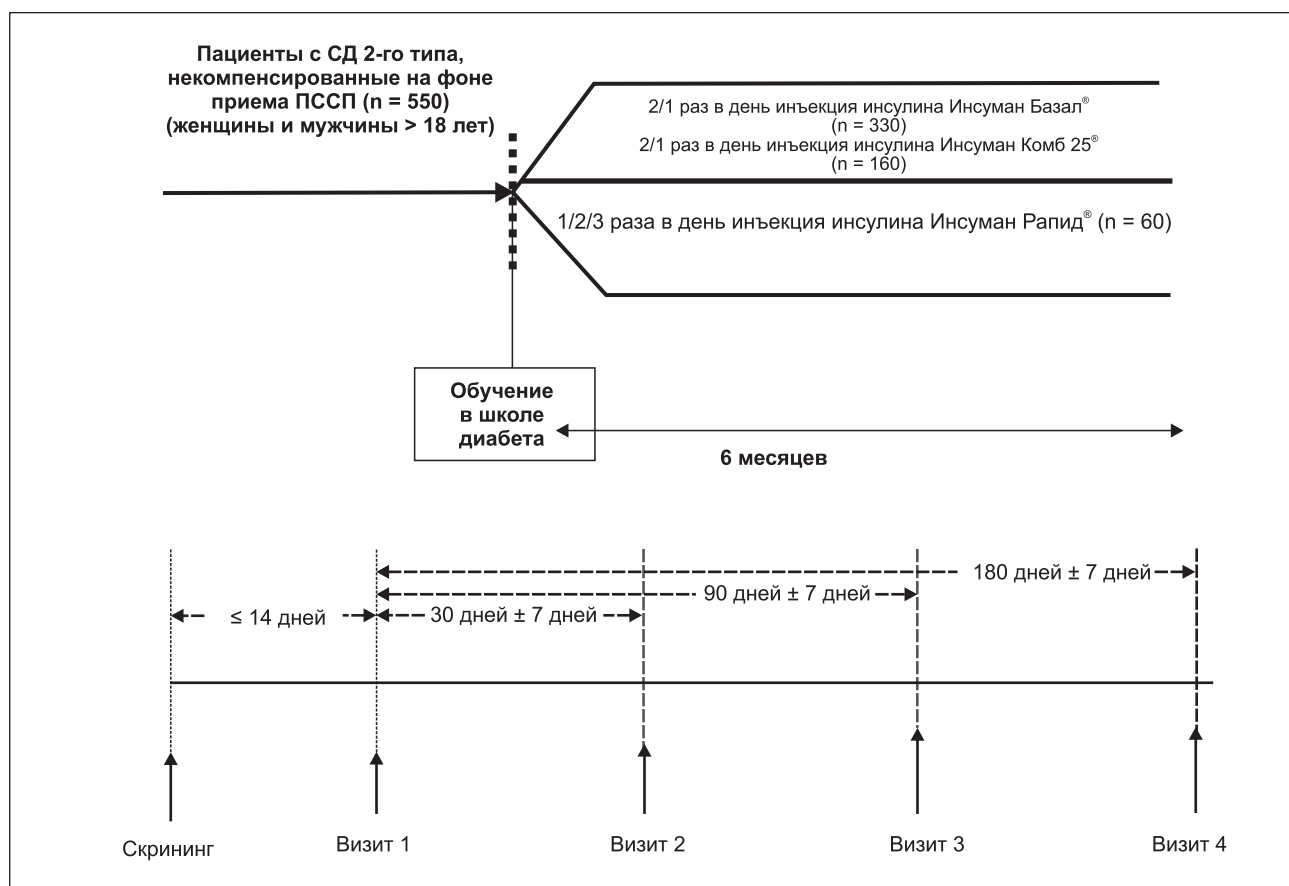 Пациенты с СД 2-го типа,
некомпенсированные на фоне
приема ПССП (n = 550)
(женщины и мужчины > 18 лет)
2/1 раз в день инъекция инсулина Инсуман Базал®
(n = 330)
2/1 раз в день инъекция инсулина Инсуман Комб 25®
(n = 160)
1/2/3 раза в день инъекция инсулина Инсуман Рапид® (n = 60)
Обучение
в школе
диабета
6 месяцев
180 дней ± 7 дней
90 дней ± 7 дней
≤ 14 дней
30 дней ± 7 дней
Скрининг
Визит 1
Визит 2
Визит 3
Визит 4